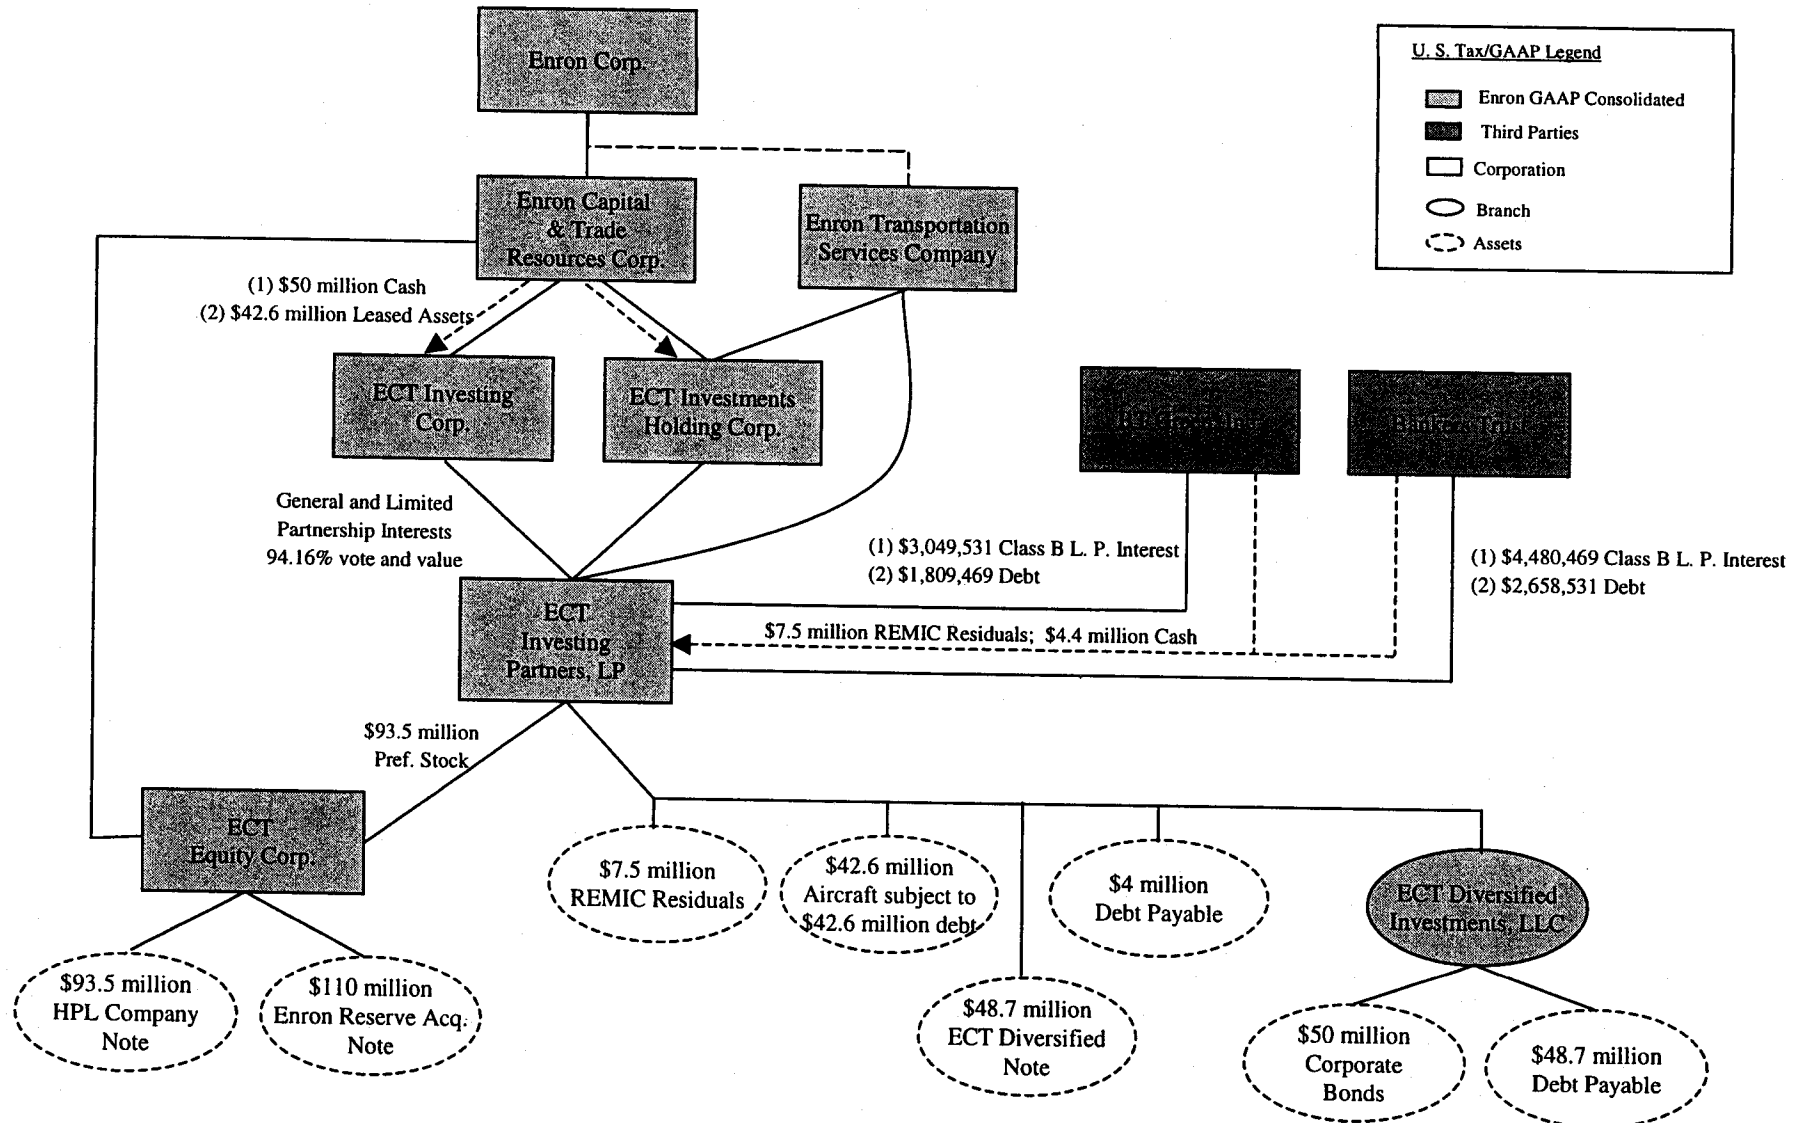 Enron Corp.
U. S. Tax/GAAP Legend
Enron GAAP Consolidated
Third Parties
Corporation
Branch
Assets
Enron Capital
& Trade
Resources Corp.
Enron Transportation
Services Company
(1) $50 million Cash
(2) $42.6 million Leased Assets
ECT Investing
Corp.
ECT Investments
Holding Corp.
Bankers Trust
General and Limited
Partnership Interests
94.16% vote and value
(1) $3,049,531 Class B L. P. Interest
(2) $1,809,469 Debt
(1) $4,480,469 Class B L. P. Interest
(2) $2,658,531 Debt
ECT
Investing
Partners, LP
$7.5 million REMIC Residuals; $4.4 million Cash
$93.5 million
Pref. Stock
ECT
Equity Corp.
$7.5 million
REMIC Residuals
$42.6 million
Aircraft subject to
$42.6 million debt
$4 million
Debt Payable
ECT Diversified
Investments, LLC
$93.5 million
HPL Company
Note
$110 million
Enron Reserve Acq.
Note
$48.7 million
ECT Diversified
Note
$50 million
Corporate
Bonds
$48.7 million
Debt Payable